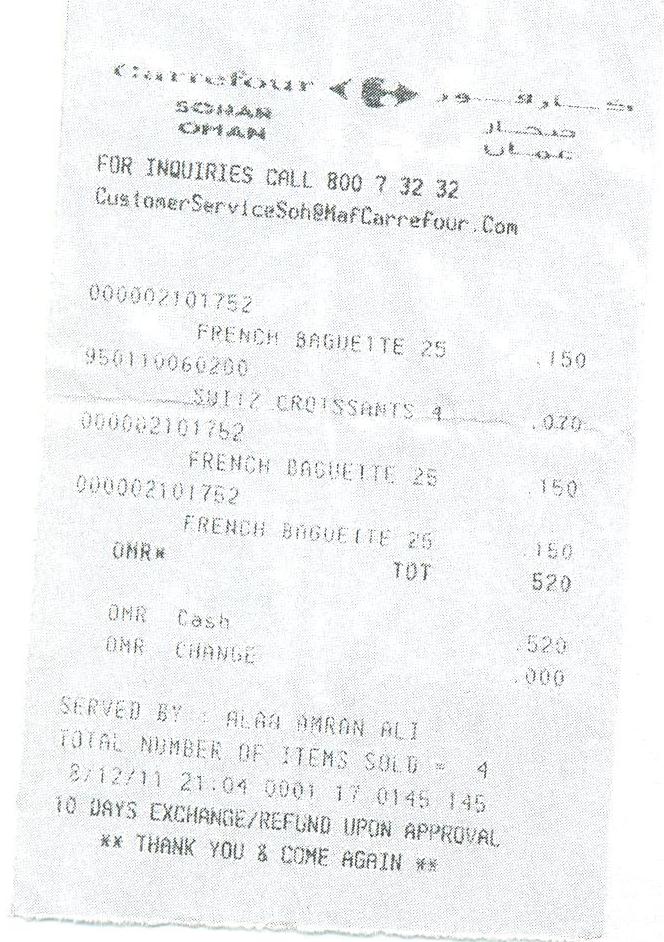 Carrefour كارفور
SOHAR صحار
OMAN عمان
FOR INQUIRIES CALL 800 7 32 32
CustomerServiceSoh@MafCarrefour.Com
000002101752
FRENCH BAGUETTE 25 .150
950110060200
SWITZ CROISSANTS 4 .070
000002101752
FRENCH BAGUETTE 25 .150
000002101752
FRENCH BAGUETTE 25 .150
OMR* TOT 520
OMR Cash .520
OMR CHANGE .000
SERVED BY : ALAA AMRAN ALI
TOTAL NUMBER OF ITEMS SOLD = 4
8/12/11 21:04 0001 17 0145 145
10 DAYS EXCHANGE/REFUND UPON APPROVAL
** THANK YOU & COME AGAIN **